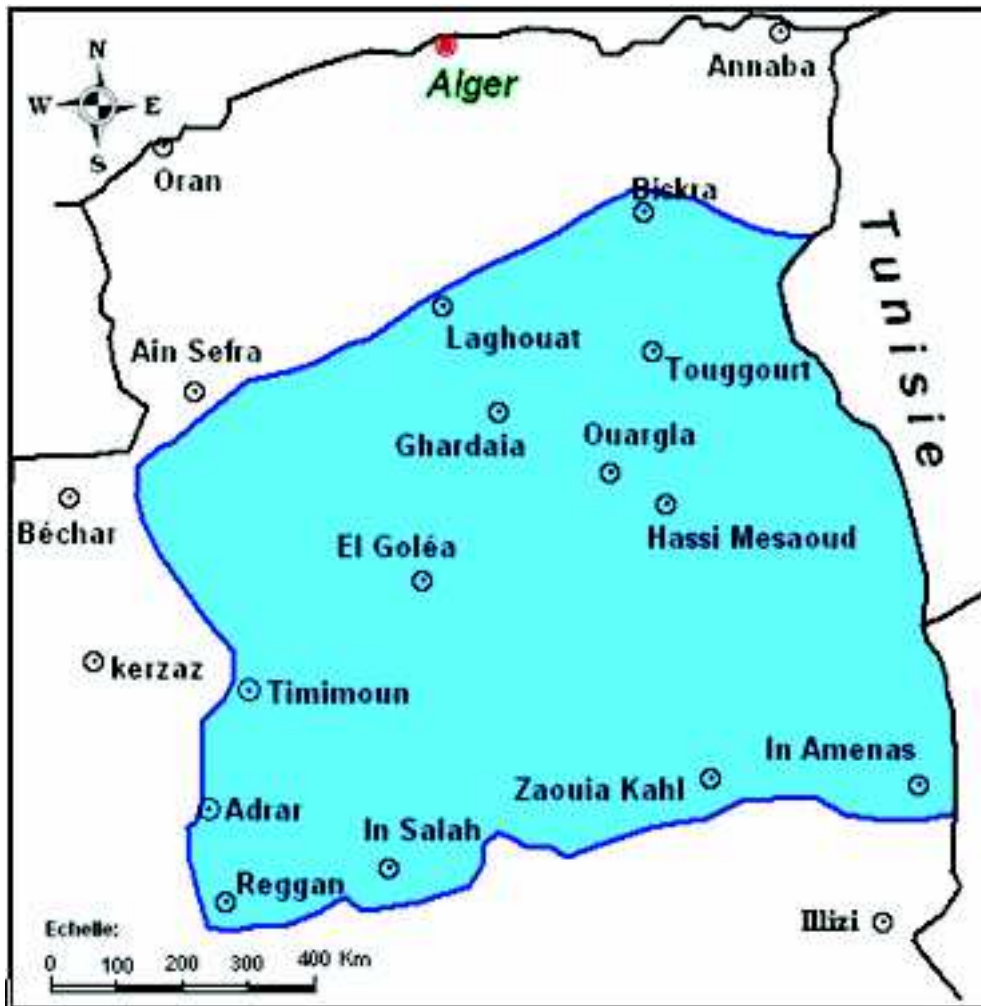 N
Annaba
Alger
W E
S
Oran
Biskra
Tunisie
Laghouat
Ain Sefra
Touggourt
Ghardaia
Ouargla
Béchar
Hassi Mesaoud
El Goléa
kerzaz
Timimoun
In Amenas
Zaouia Kahl
Adrar
In Salah
Reggan
Illizi
Echelle:
0 100 200 300 400 Km